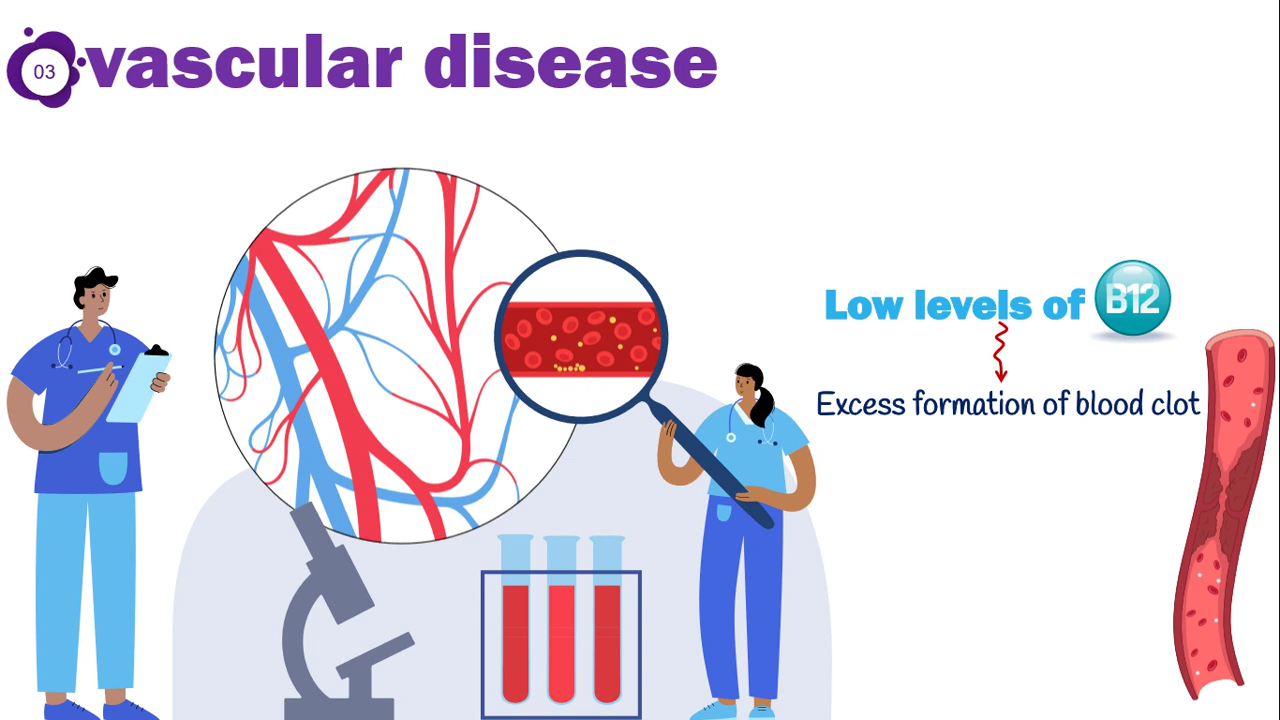 03
vascular disease
Low levels of B12
Excess formation of blood clot